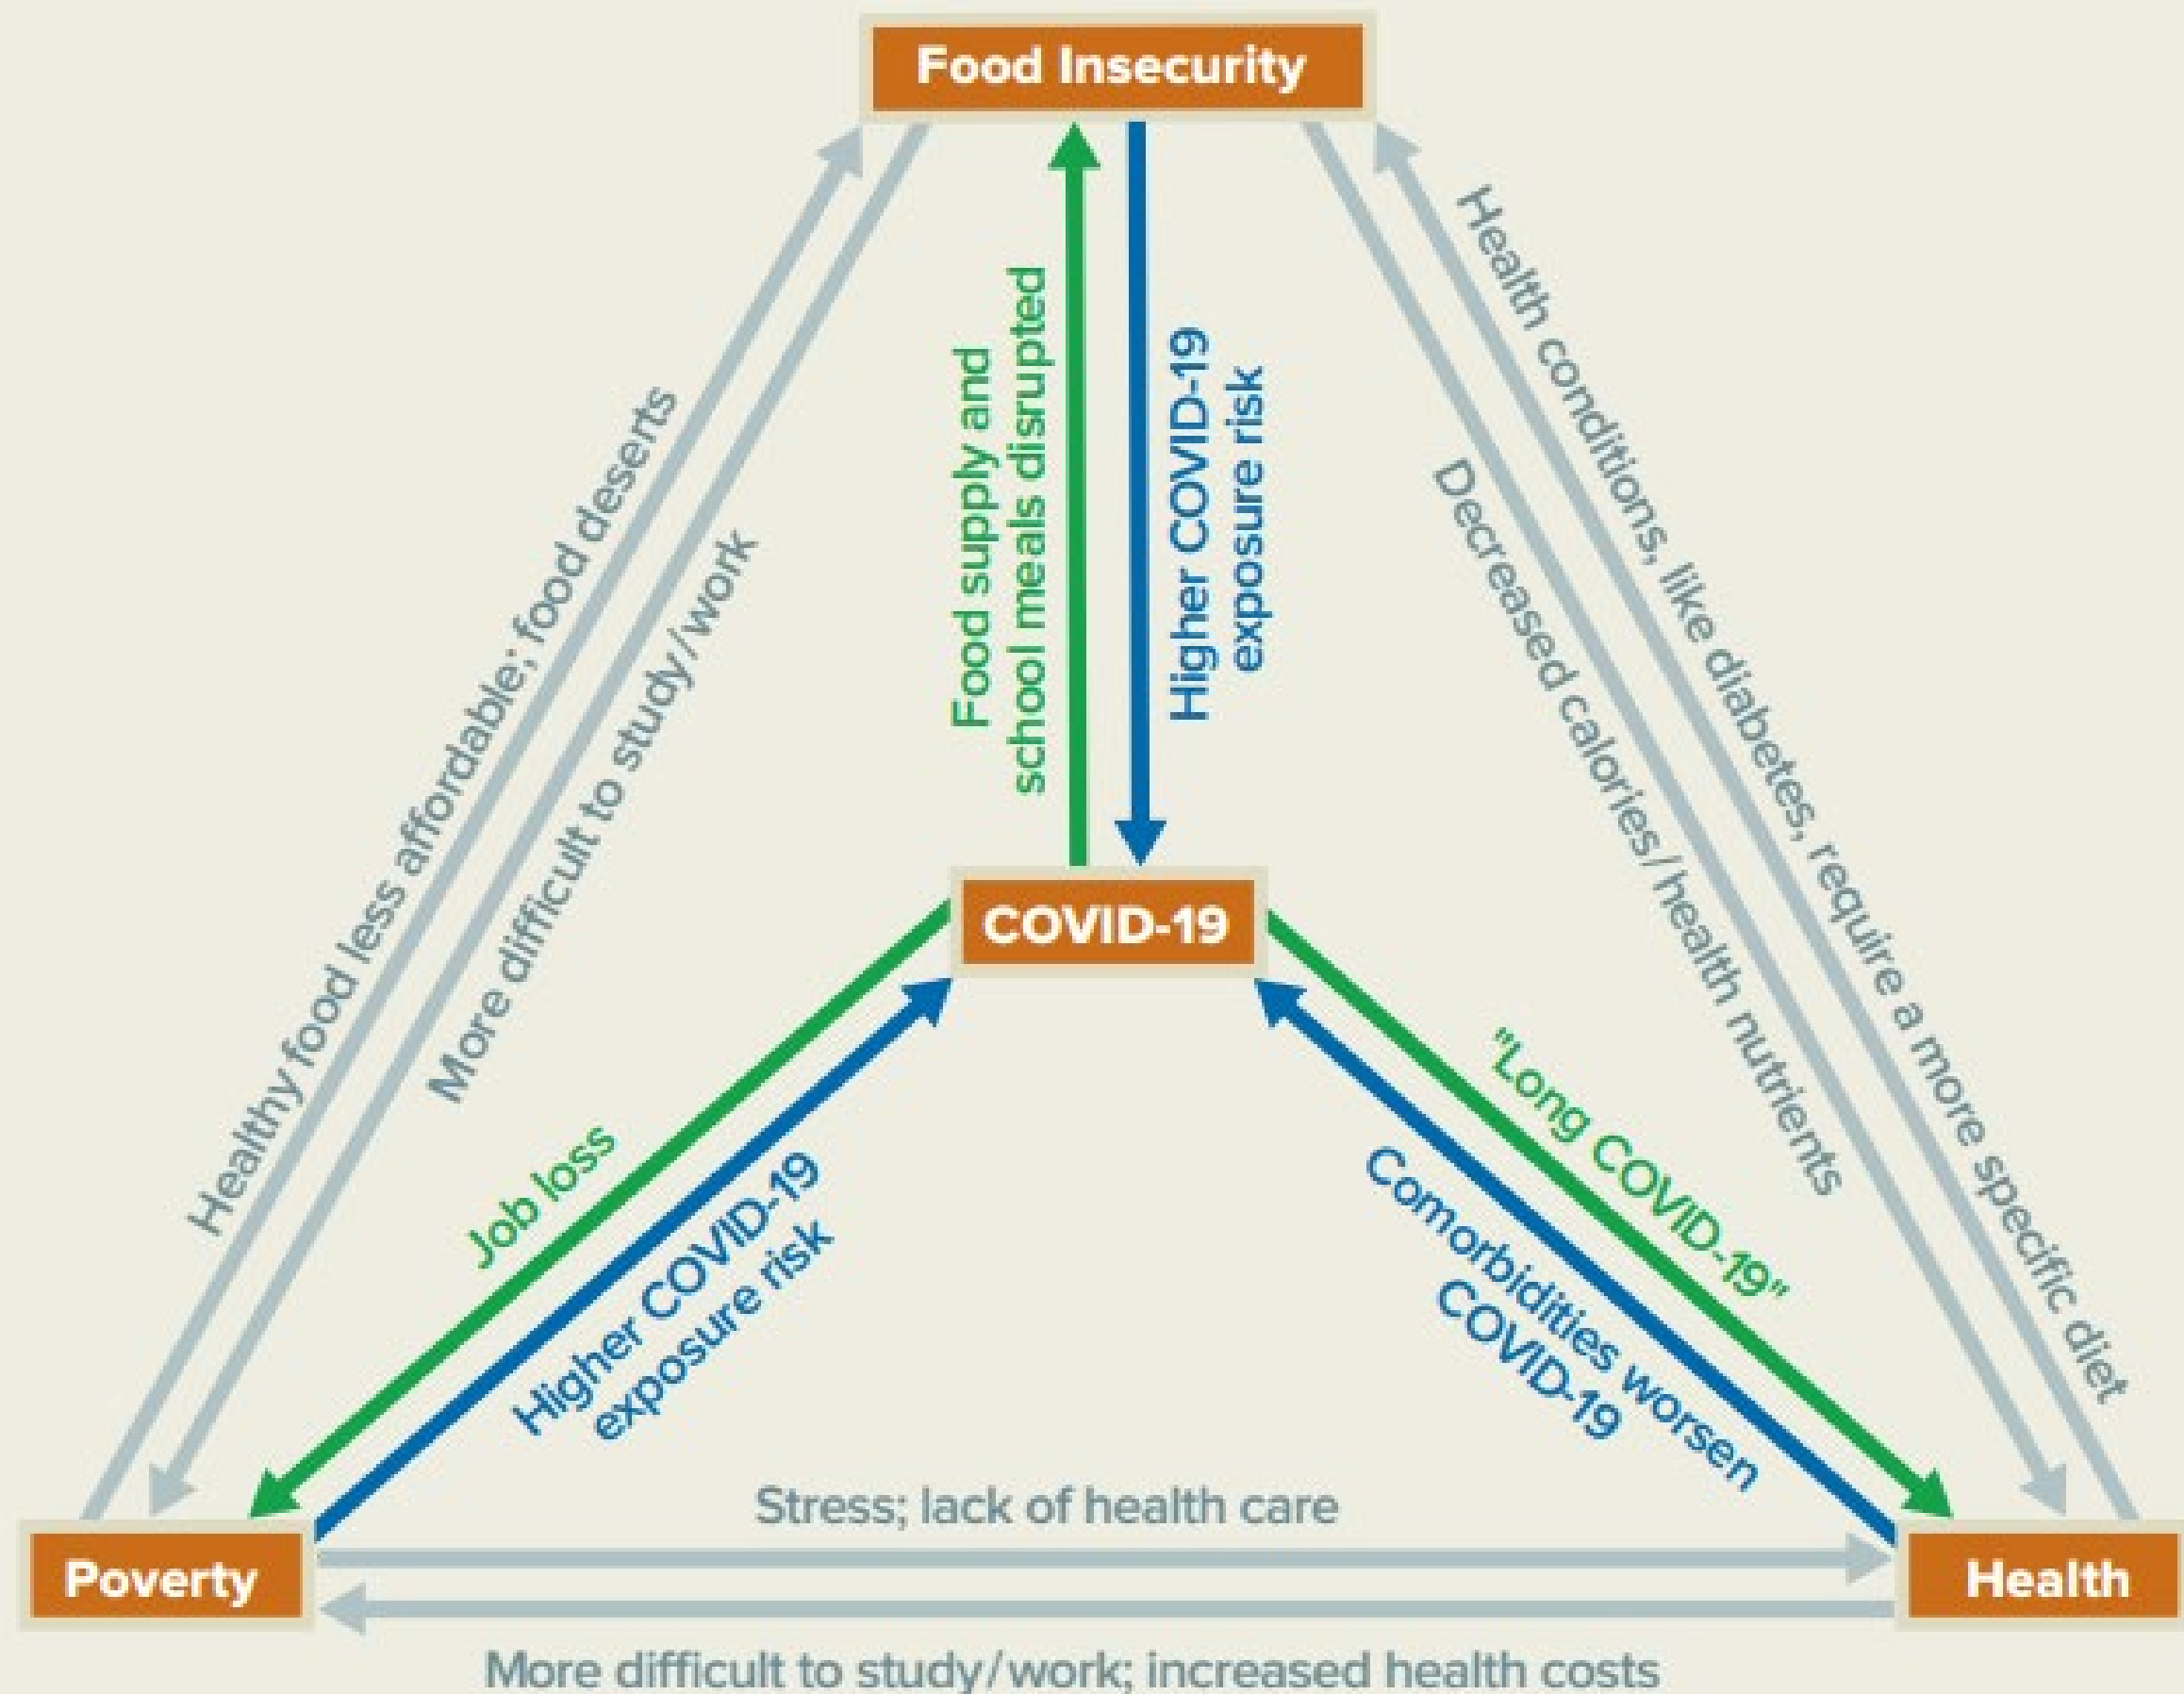 Food Insecurity
Healthy food less affordable; food deserts
More difficult to study/work
Food supply and
school meals disrupted
Higher COVID-19
exposure risk
Health conditions, like diabetes, require a more specific diet
Decreased calories/health nutrients
COVID-19
Job loss
Higher COVID-19
exposure risk
"Long COVID-19"
Comorbidities worsen
COVID-19
Stress; lack of health care
Poverty
Health
More difficult to study/work; increased health costs